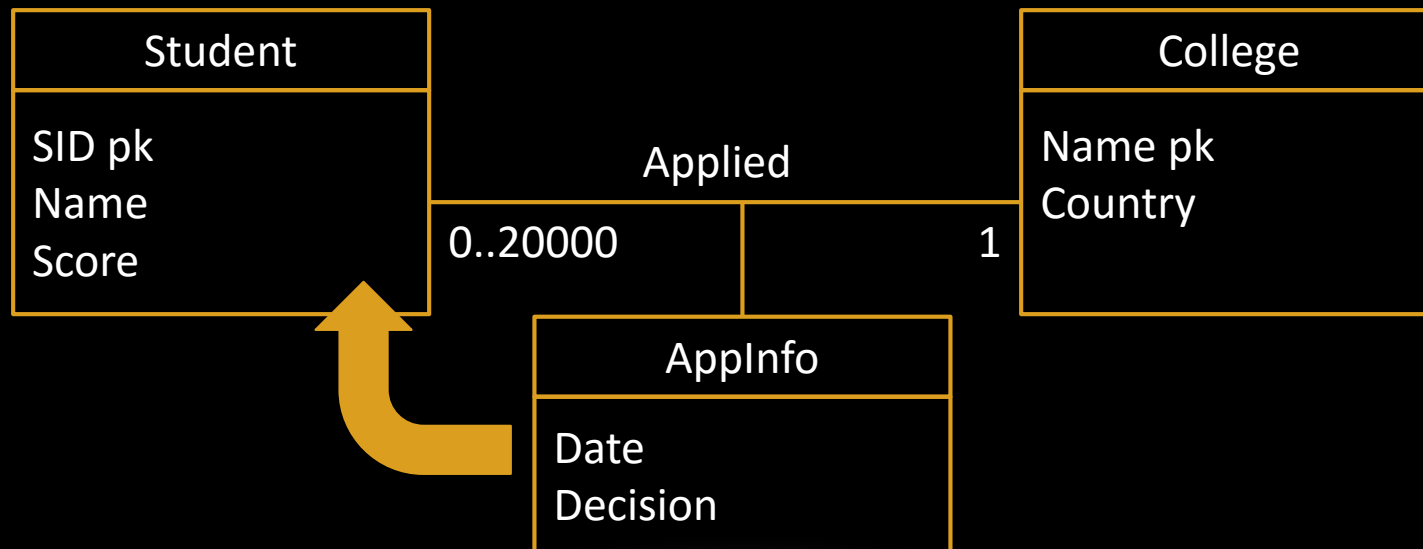 Student
SID pk
Name
Score
Applied
0..20000
1
College
Name pk
Country
AppInfo
Date
Decision